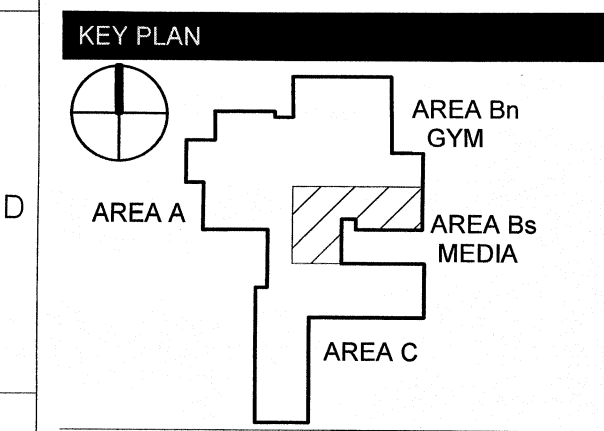 KEY PLAN
AREA Bn
GYM
D
AREA A
AREA Bs
MEDIA
AREA C